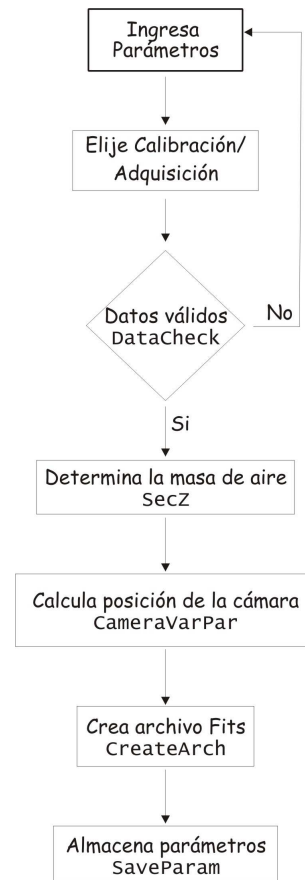 Ingresa
Parámetros
Elije Calibración/
Adquisición
Datos válidos
DataCheck
No
Si
Determina la masa de aire
SecZ
Calcula posición de la cámara
CameraVarPar
Crea archivo Fits
CreateArch
Almacena parámetros
SaveParam